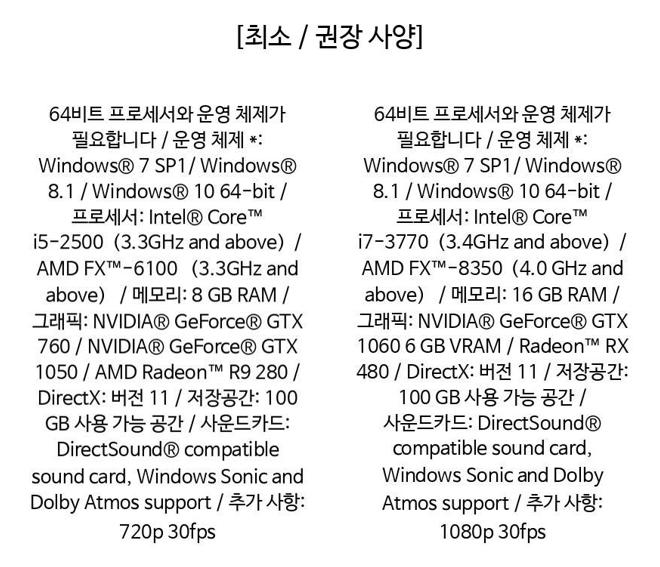 [최소 / 권장 사양]
64비트 프로세서와 운영 체제가
필요합니다 / 운영 체제 *:
Windows® 7 SP1/ Windows®
8.1 / Windows® 10 64-bit /
프로세서: Intel® Core™
i5-2500 (3.3GHz and above) /
AMD FX™-6100 (3.3GHz and
above) / 메모리: 8 GB RAM /
그래픽: NVIDIA® GeForce® GTX
760 / NVIDIA® GeForce® GTX
1050 / AMD Radeon™ R9 280 /
DirectX: 버전 11 / 저장공간: 100
GB 사용 가능 공간 / 사운드카드:
DirectSound® compatible
sound card, Windows Sonic and
Dolby Atmos support / 추가 사항:
720p 30fps
64비트 프로세서와 운영 체제가
필요합니다 / 운영 체제 *:
Windows® 7 SP1/ Windows®
8.1 / Windows® 10 64-bit /
프로세서: Intel® Core™
i7-3770 (3.4GHz and above) /
AMD FX™-8350 (4.0 GHz and
above) / 메모리: 16 GB RAM /
그래픽: NVIDIA® GeForce® GTX
1060 6 GB VRAM / Radeon™ RX
480 / DirectX: 버전 11 / 저장공간:
100 GB 사용 가능 공간 /
사운드카드: DirectSound®
compatible sound card,
Windows Sonic and Dolby
Atmos support / 추가 사항:
1080p 30fps